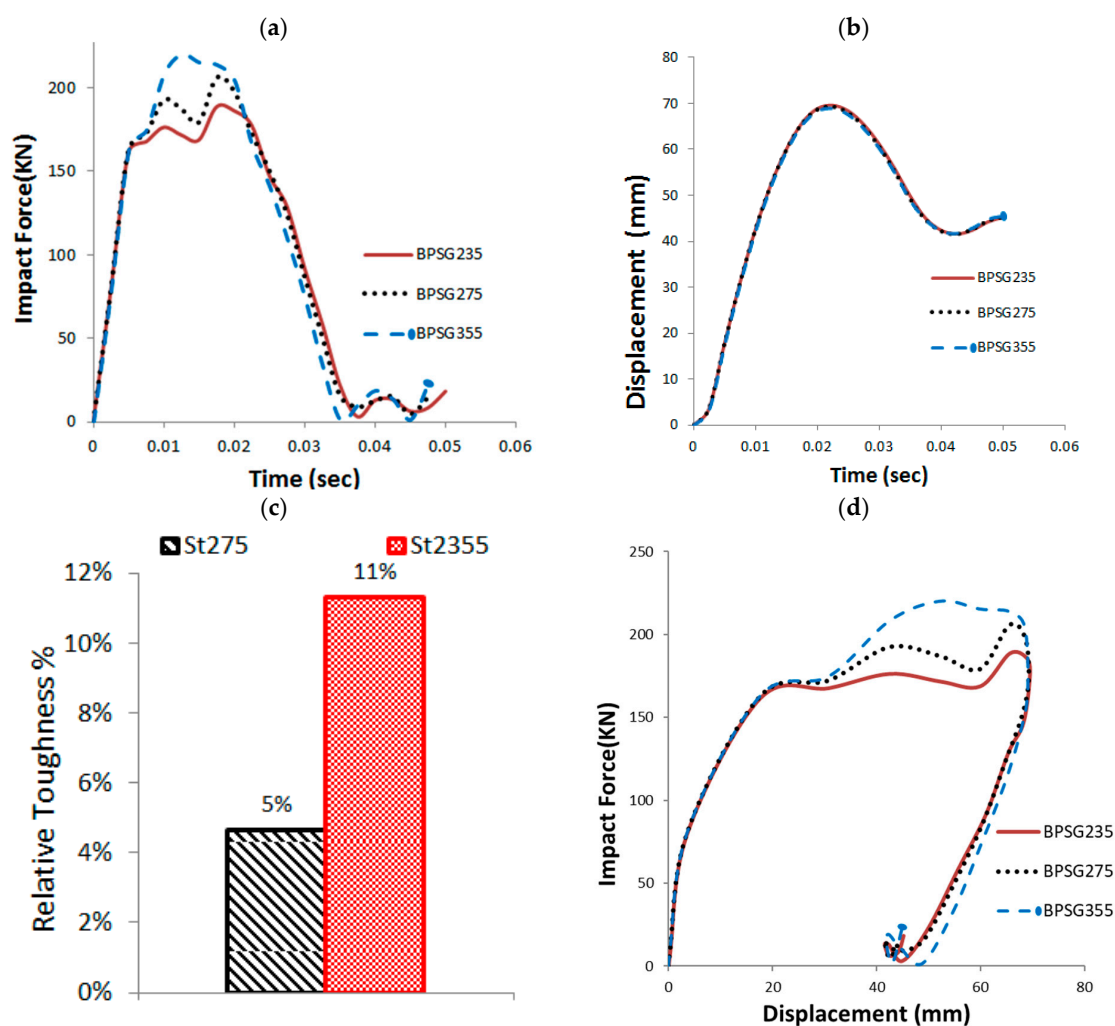 (a)
Impact Force(KN)
200
150
100
50
0
0
0.01
0.02
0.03
0.04
0.05
0.06
Time (sec)
BPSG235
BPSG275
BPSG355
(b)
Displacement (mm)
80
70
60
50
40
30
20
10
0
0
0.01
0.02
0.03
0.04
0.05
0.06
Time (sec)
BPSG235
BPSG275
BPSG355
(c)
St275
St2355
Relative Toughness %
12%
10%
8%
6%
4%
2%
0%
5%
11%
(d)
Impact Force(KN)
250
200
150
100
50
0
0
20
40
60
80
Displacement (mm)
BPSG235
BPSG275
BPSG355